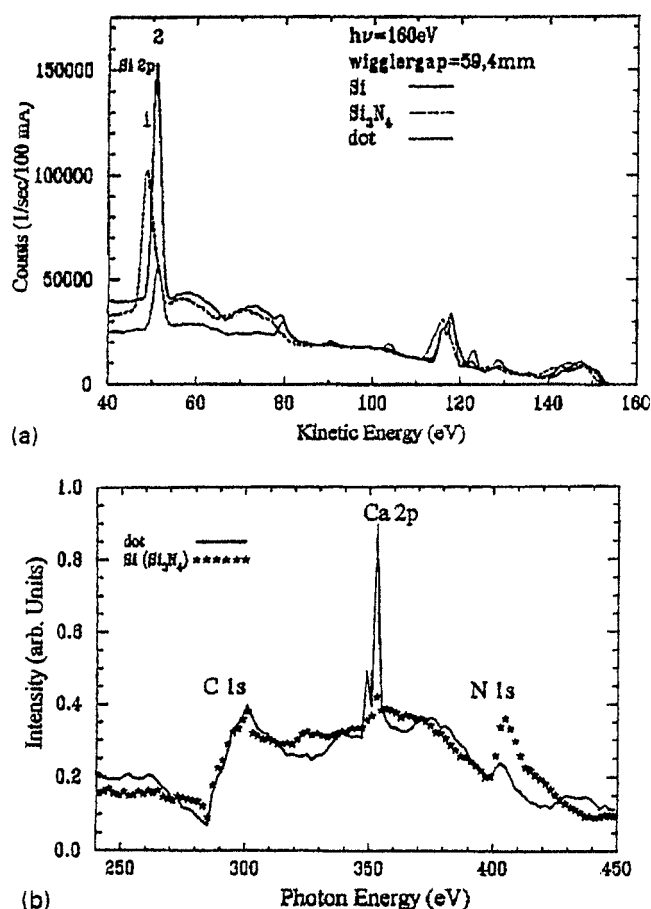 2
hν=160eV
150000
Si 2p
wigglergap=59,4mm
Si
1
Si₃N₄
dot
100000
Counts (1/sec/100 mA)
50000
0
40 60 80 100 120 140 160
(a)
Kinetic Energy (eV)
1.0
Ca 2p
dot
Si (Si₃N₄)
0.8
Intensity (arb. Units)
0.6
C 1s
N 1s
0.4
0.2
0.0
250 300 350 400 450
(b)
Photon Energy (eV)